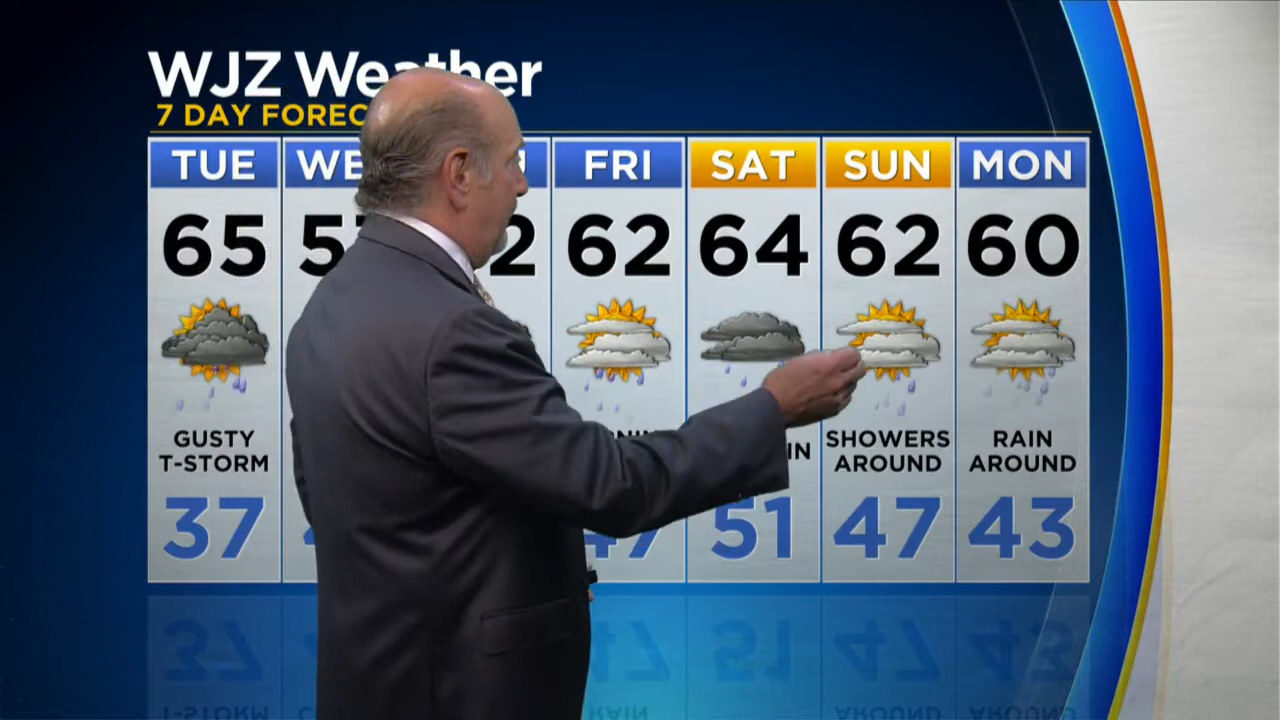 WJZ Weather
7 DAY
TUE FRI SAT SUN MON
65 62 64 62 60
GUSTY
T-STORM
SHOWERS
AROUND
RAIN
AROUND
37 51 47 43